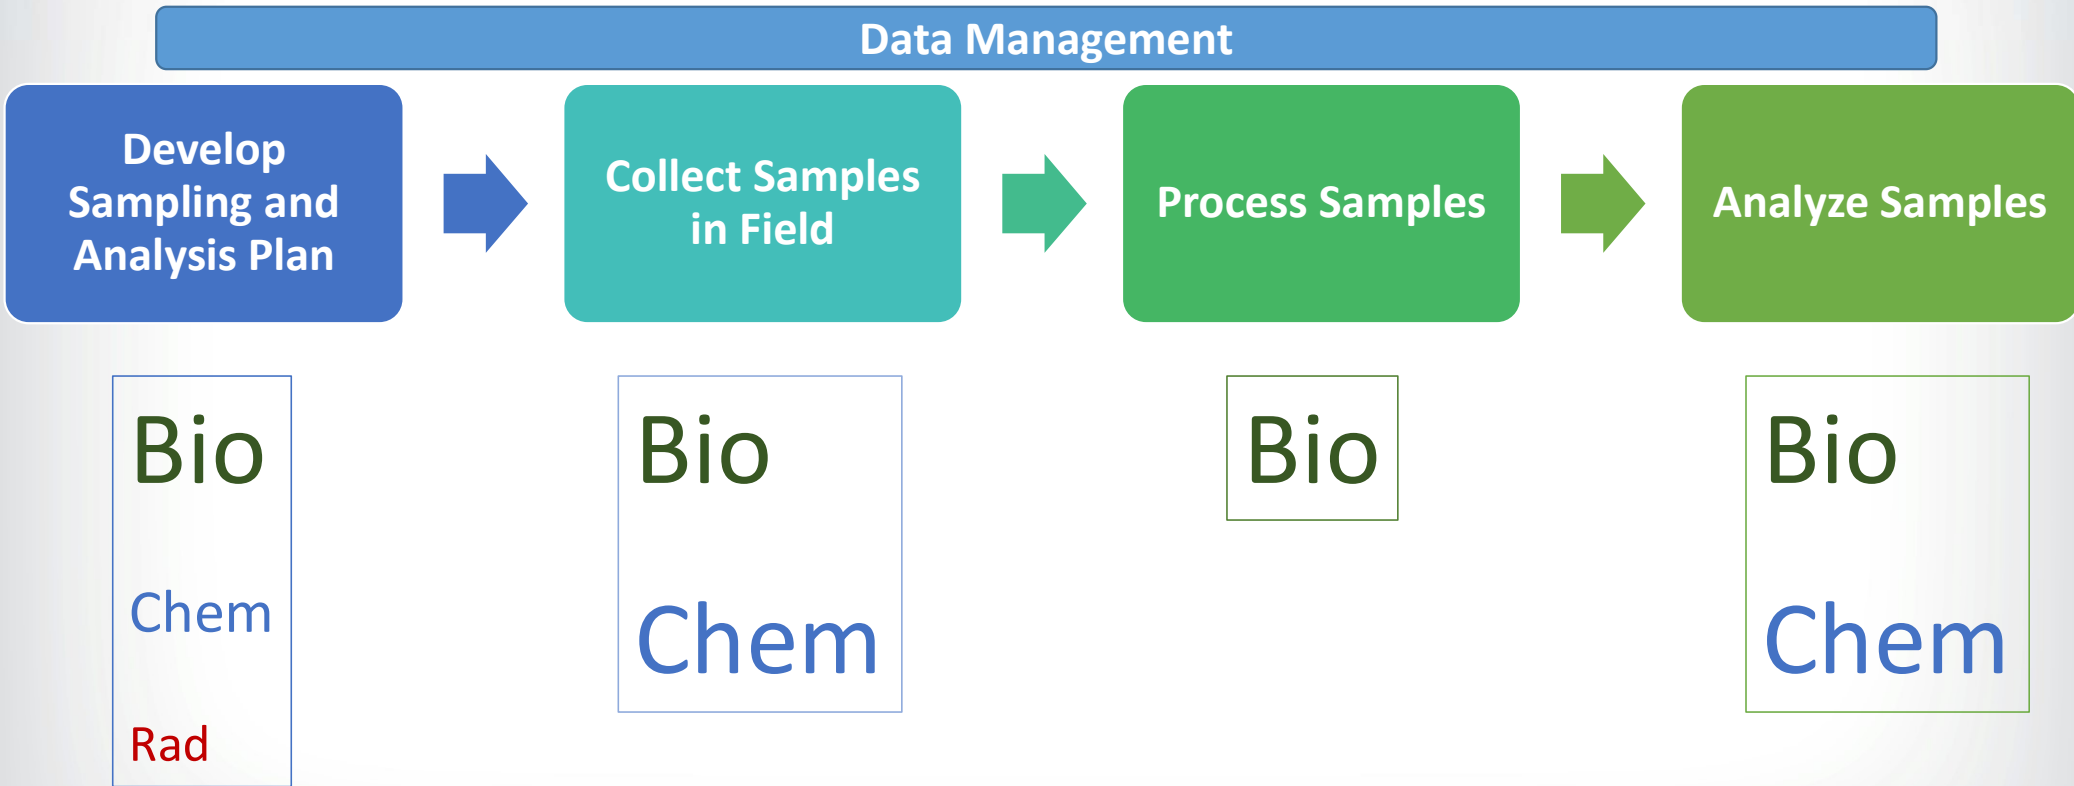 Data Management
Develop
Sampling and
Analysis Plan
Collect Samples
in Field
Process Samples
Analyze Samples
Bio
Chem
Rad
Bio
Chem
Bio
Bio
Chem